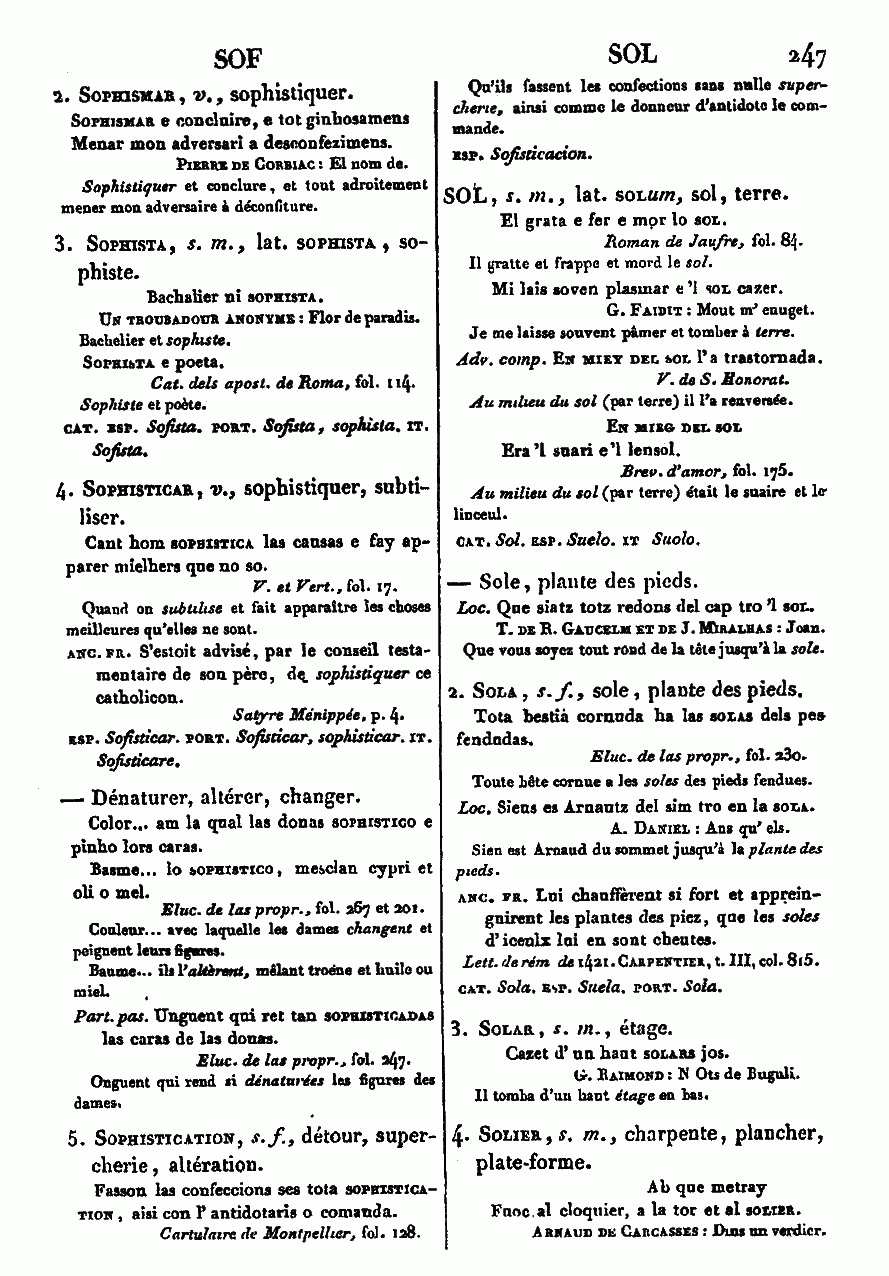 SOF
SOL
247
2. Sophismar, v., sophistiquer.
Sophismar e concluire, e tot ginhosamens
Menar mon adversari a desconfezimens.
Pierre de Corbiac : El nom de.
Sophistiquer et conclure, et tout adroitement
mener mon adversaire à déconfiture.
3. Sophista, s. m., lat. sophista, so-
phiste.
Bachalier ni sophista.
Un troubadour anonyme : Flor de paradis.
Bachelier et sophiste.
Sophista e poeta.
Cat. dels apost. de Roma, fol. 114.
Sophiste et poète.
cat. esp. Sofista. port. Sofista, sophista. it.
Sofista.
4. Sophisticar, v., sophistiquer, subti-
liser.
Cant hom sophistica las causas e fay ap-
parer mielhers que no so.
V. et Vert., fol. 17.
Quand on subtilise et fait apparaître les choses
meilleures qu'elles ne sont.
anc. fr. S'estoit advisé, par le conseil testa-
mentaire de son père, de sophistiquer ce
catholicon.
Satyre Ménippée, p. 4.
esp. Sofisticar. port. Sofisticar, sophisticar. it.
Sofisticare.
— Dénaturer, altérer, changer.
Color... am la qual las donas sophistico e
pinho lors caras.
Basme... lo sophistico, mesclan cypri et
oli o mel.
Eluc. de las propr., fol. 267 et 201.
Couleur... avec laquelle les dames changent et
peignent leurs figures.
Baume... ils l'altèrent, mêlant troéne et huile ou
miel.
Part. pas. Unguent qui ret tan sophisticadas
las caras de las donas.
Eluc. de las propr., fol. 247.
Onguent qui rend si dénaturées les figures des
dames.
5. Sophistication, s. f., détour, super-
cherie, altération.
Fasson las confeccions ses tota sophistica-
tion, aisi con l' antidotaris o comanda.
Cartulaire de Montpellier, fol. 128.
Qu'ils fassent les confections sans nulle super-
cherie, ainsi comme le donneur d'antidote le com-
mande.
esp. Sofisticacion.
SOL, s. m., lat. solum, sol, terre.
El grata e fer e mor lo sol.
Roman de Jaufre, fol. 84.
Il gratte et frappe et mord le sol.
Mi lais soven plasmar e 'l sol cazer.
G. Faidit : Mout m' enuget.
Je me laisse souvent pâmer et tomber à terre.
Adv. comp. En miey del sol l'a trastornada.
V. de S. Honorat.
Au milieu du sol (par terre) il l'a renversée.
En mieg del sol
Era 'l suari e 'l lensol.
Brev. d'amor, fol. 175.
Au milieu du sol (par terre) était le suaire et le
linceul.
cat. Sol. esp. Suelo. it Suolo.
— Sole, plante des pieds.
Loc. Que siatz totz redons del cap tro 'l sol.
T. de R. Gaucelm et de J. Miralhas : Joan.
Que vous soyez tout rond de la tête jusqu'à la sole.
2. Sola, s. f., sole, plante des pieds.
Tota bestià cornuda ha las solas dels pes
fendudas.
Eluc. de las propr., fol. 230.
Toute bête cornue a les soles des pieds fendues.
Loc. Siens es Arnautz del sim tro en la sola.
A. Daniel : Ans qu' els.
Sien est Arnaud du sommet jusqu'à la plante des
pieds.
anc. fr. Lui chauffèrent si fort et apprein-
gnirent les plantes des piez, que les soles
d' iceulx lui en sont cheutes.
Lett. de rém de 1421. Carpentier, t. III, col. 815.
cat. Sola. esp. Suela. port. Sola.
3. Solar, s. m., étage.
Cazet d' un haut solars jos.
G. Raimond : N Ots de Buguli.
Il tomba d'un haut étage en bas.
4. Solier, s. m., charpente, plancher,
plate-forme.
Ab que metray
Fuoc al cloquier, a la tor et al solier.
Arnaud de Carcasses : Dins un verdier.